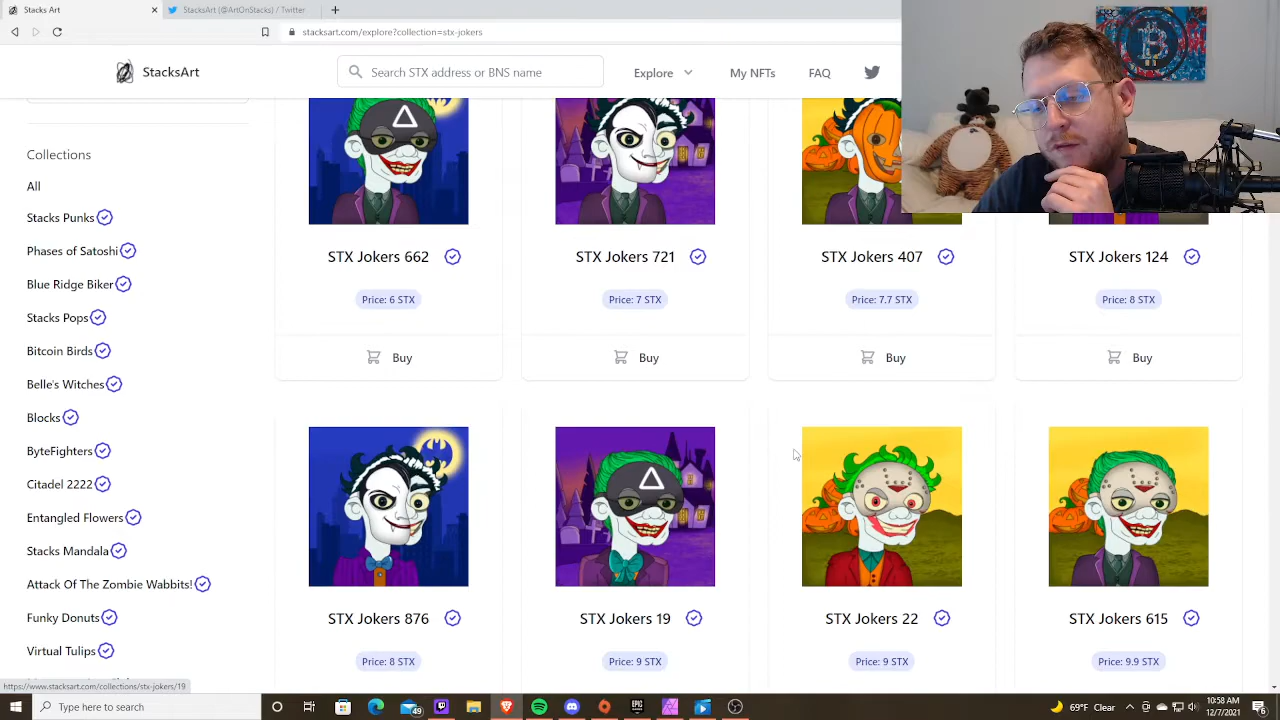 Stacks Art
StacksArt (@ArtOnStacks) / Twitter
stacksart.com/explore?collection=stx-jokers
StacksArt
Search STX address or BNS name
Explore
My NFTs
FAQ
Collections
All
Stacks Punks
Phases of Satoshi
Blue Ridge Biker
Stacks Pops
Bitcoin Birds
Belle's Witches
Blocks
ByteFighters
Citadel 2222
Entangled Flowers
Stacks Mandala
Attack Of The Zombie Wabbits!
Funky Donuts
Virtual Tulips
STX Jokers 662
STX Jokers 721
STX Jokers 407
STX Jokers 124
Price: 6 STX
Price: 7 STX
Price: 7.7 STX
Price: 8 STX
Buy
Buy
Buy
Buy
STX Jokers 876
STX Jokers 19
STX Jokers 22
STX Jokers 615
Price: 8 STX
Price: 9 STX
Price: 9 STX
Price: 9.9 STX
https://www.stacksart.com/collections/stx-jokers/19
Type here to search
49
EPIC
69°F Clear
10:58 AM
12/7/2021